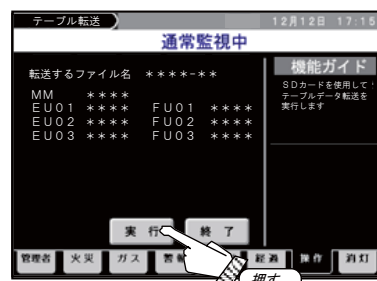 テーブル転送
12月12日 17:15
通常監視中
転送するファイル名 ****-**
MM ****
EU01 **** FU01 ****
EU02 **** FU02 ****
EU03 **** FU03 ****
機能ガイド
SDカードを使用して
テーブルデータ転送を
実行します
実行 終了
管理者 火災 ガス 経過 操作 消灯
押す